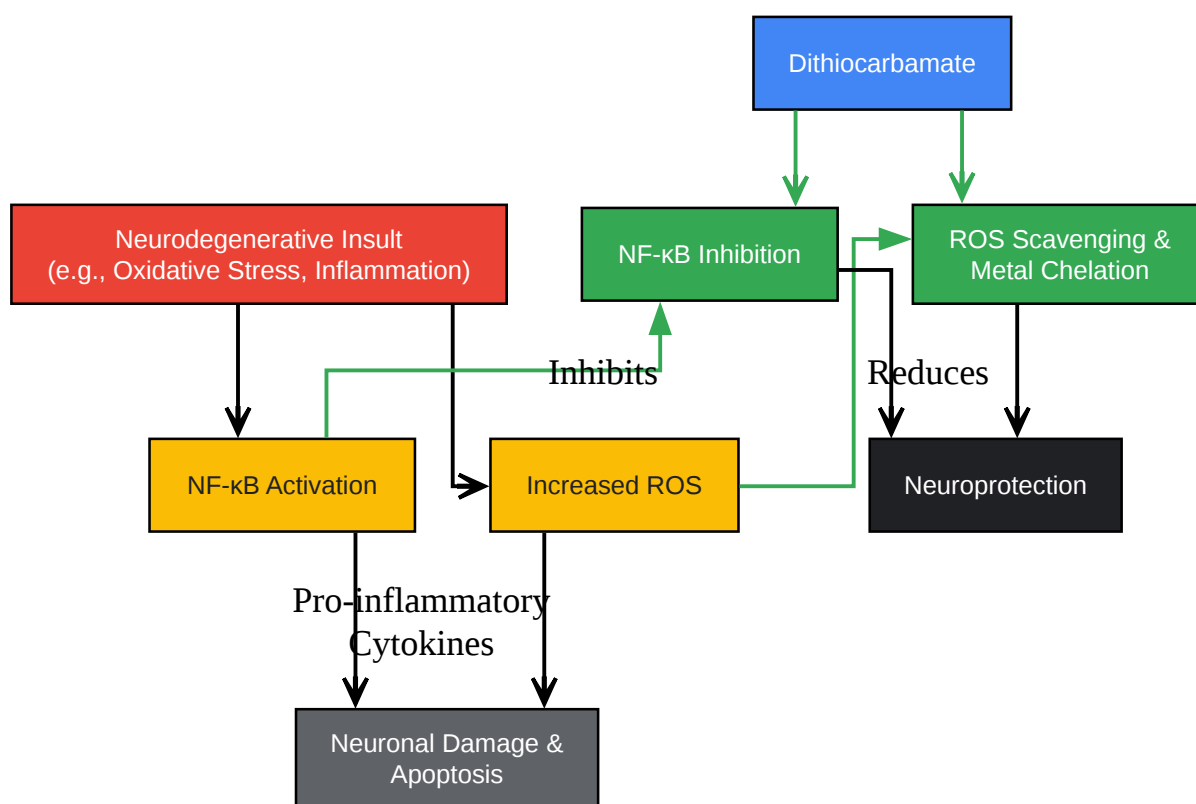 Dithiocarbamate
Neurodegenerative Insult
(e.g., Oxidative Stress, Inflammation)
NF-κB Inhibition
ROS Scavenging &
Metal Chelation
Inhibits
Reduces
NF-κB Activation
Increased ROS
Neuroprotection
Pro-inflammatory
Cytokines
Neuronal Damage &
Apoptosis